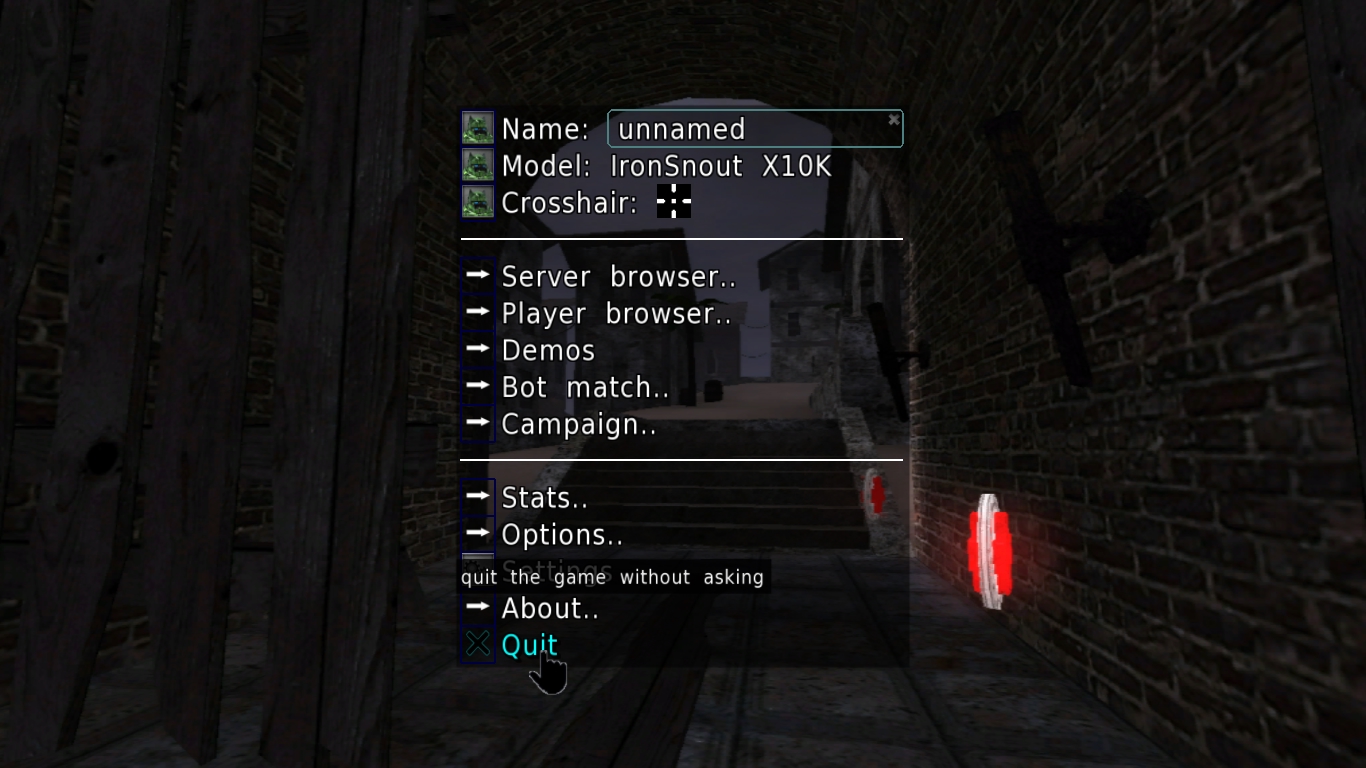 Name: unnamed
Model: IronSnout X10K
Crosshair:
Server browser..
Player browser..
Demos
Bot match..
Campaign..
Stats..
Options..
Settings
quit the game without asking
About..
Quit